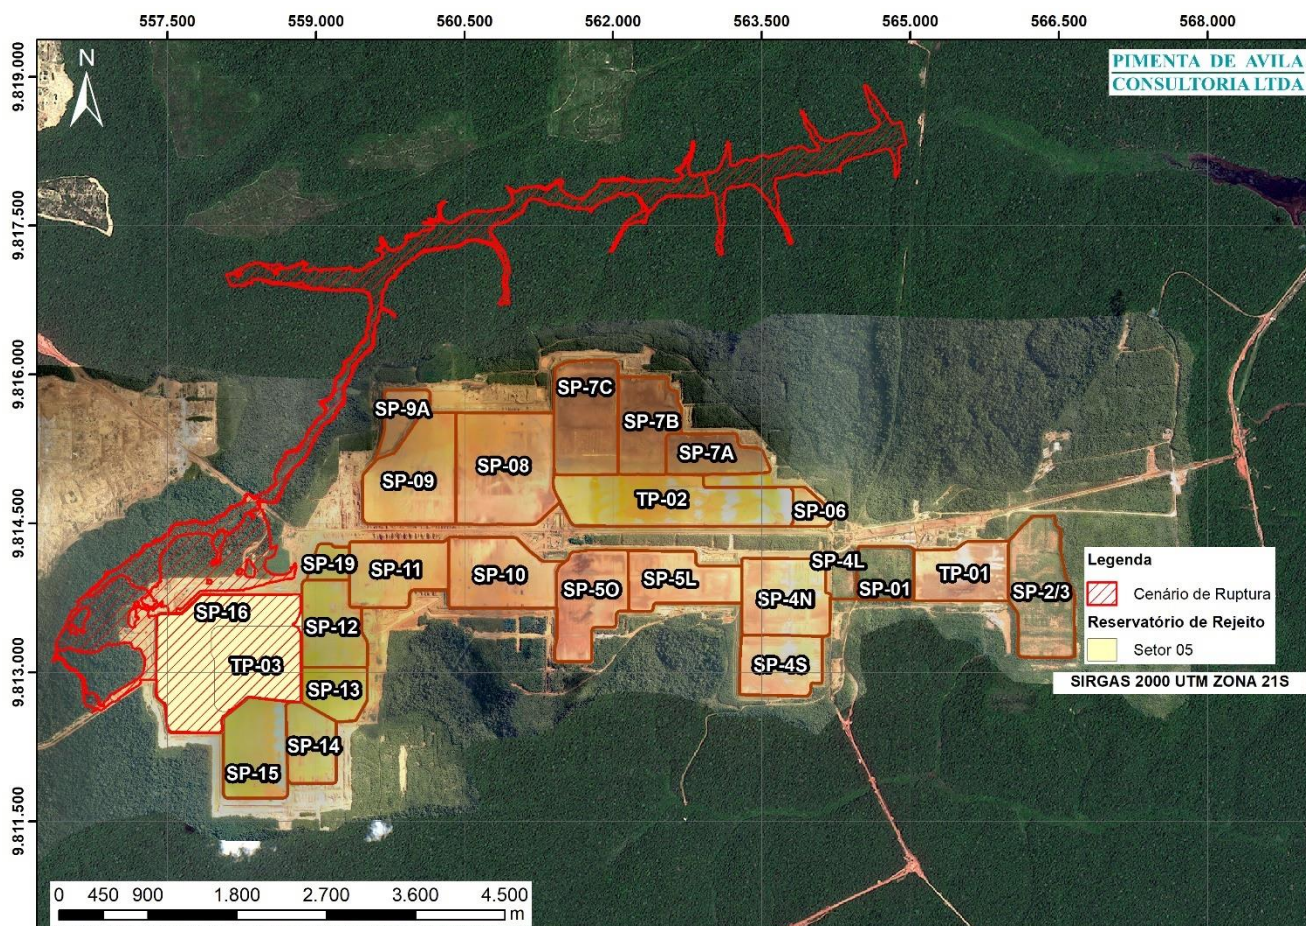 557.500 559.000 560.500 562.000 563.500 565.000 566.500 568.000
9.819.000
9.817.500
9.816.000
9.814.500
9.813.000
9.811.500
N
PIMENTA DE AVILA
CONSULTORIA LTDA
SP-7C
SP-9A
SP-7B
SP-7A
SP-08
SP-09
TP-02
SP-06
SP-19
SP-11
SP-10
SP-5O
SP-5L
SP-4L
SP-01
TP-01
SP-2/3
SP-4N
SP-16
SP-12
TP-03
SP-4S
SP-13
SP-14
SP-15
Legenda
Cenário de Ruptura
Reservatório de Rejeito
Setor 05
SIRGAS 2000 UTM ZONA 21S
0 450 900 1.800 2.700 3.600 4.500
m